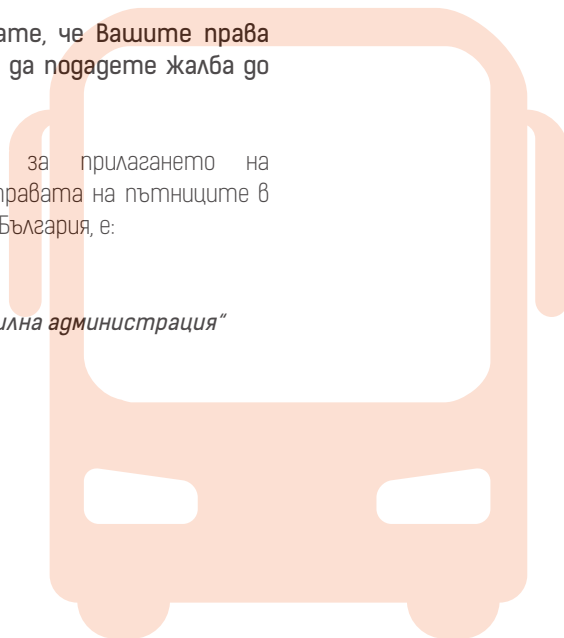 ате, че Вашите права
да подадете жалба до
за прилагането на
правата на пътниците в
България, е:
илна администрация“